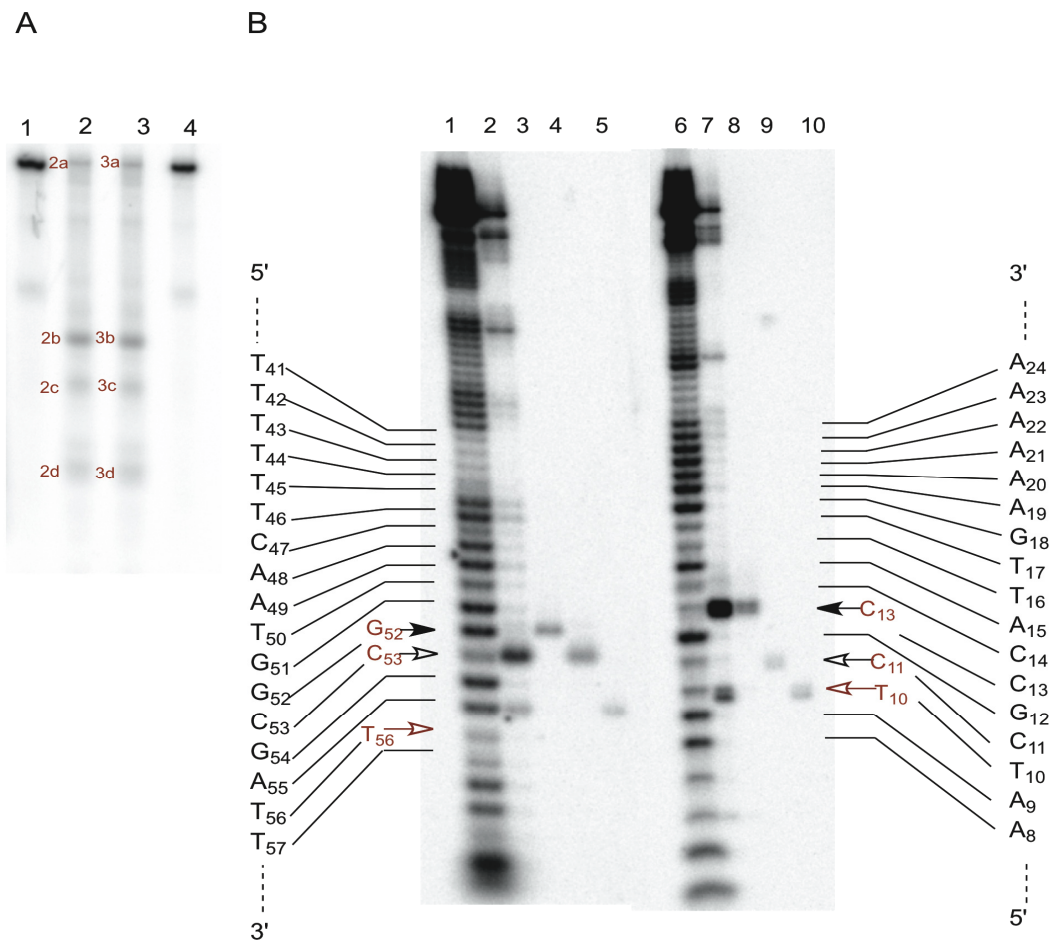 A
B
1 2 3 4
2a 3a
2b 3b
2c 3c
2d 3d
1 2 3 4 5 6 7 8 9 10
5'
T41
T42
T43
T44
T45
T46
C47
A48
A49
T50
G51
G52
C53
G54
A55
T56
T57
3'
G52
C53
T56
C13
C11
T10
3'
A24
A23
A22
A21
A20
A19
G18
T17
T16
A15
C14
C13
G12
C11
T10
A9
A8
5'